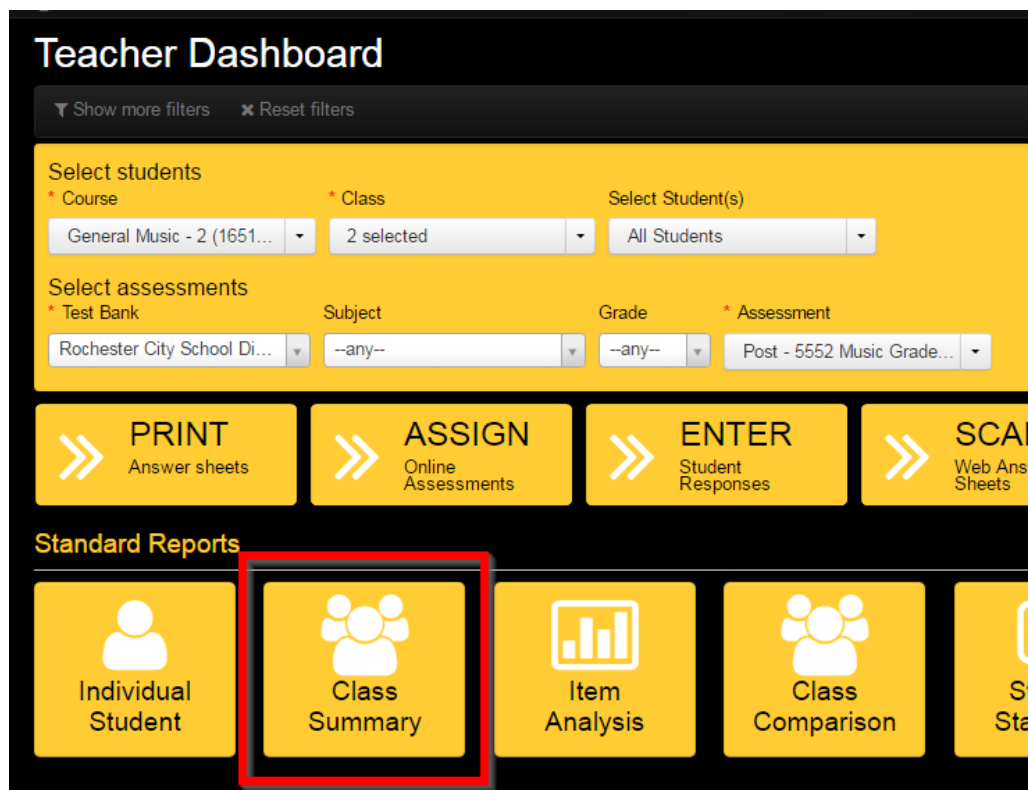 Teacher Dashboard
Show more filters Reset filters
Select students
* Course * Class Select Student(s)
General Music - 2 (1651... 2 selected All Students
Select assessments
* Test Bank Subject Grade * Assessment
Rochester City School Di... --any-- --any-- Post - 5552 Music Grade...
PRINT
Answer sheets
ASSIGN
Online
Assessments
ENTER
Student
Responses
SCA
Web Ans
Sheets
Standard Reports
Individual
Student
Class
Summary
Item
Analysis
Class
Comparison
S
Sta